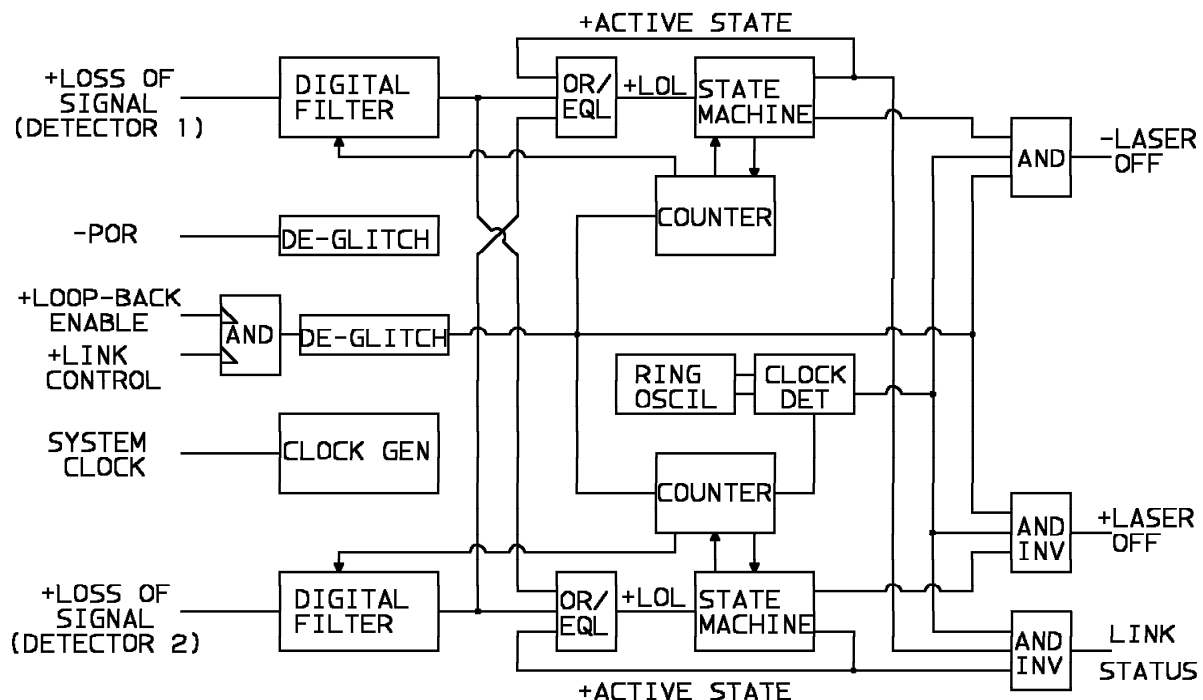 +ACTIVE STATE
+LOSS OF
SIGNAL
(DETECTOR 1)
DIGITAL
FILTER
OR/
EQL
+LOL
STATE
MACHINE
AND
-LASER
OFF
COUNTER
-POR
DE-GLITCH
+LOOP-BACK
ENABLE
+LINK
CONTROL
AND
DE-GLITCH
RING
OSCIL
CLOCK
DET
SYSTEM
CLOCK
CLOCK GEN
COUNTER
AND
INV
+LASER
OFF
+LOSS OF
SIGNAL
(DETECTOR 2)
DIGITAL
FILTER
OR/
EQL
+LOL
STATE
MACHINE
AND
INV
LINK
STATUS
+ACTIVE STATE